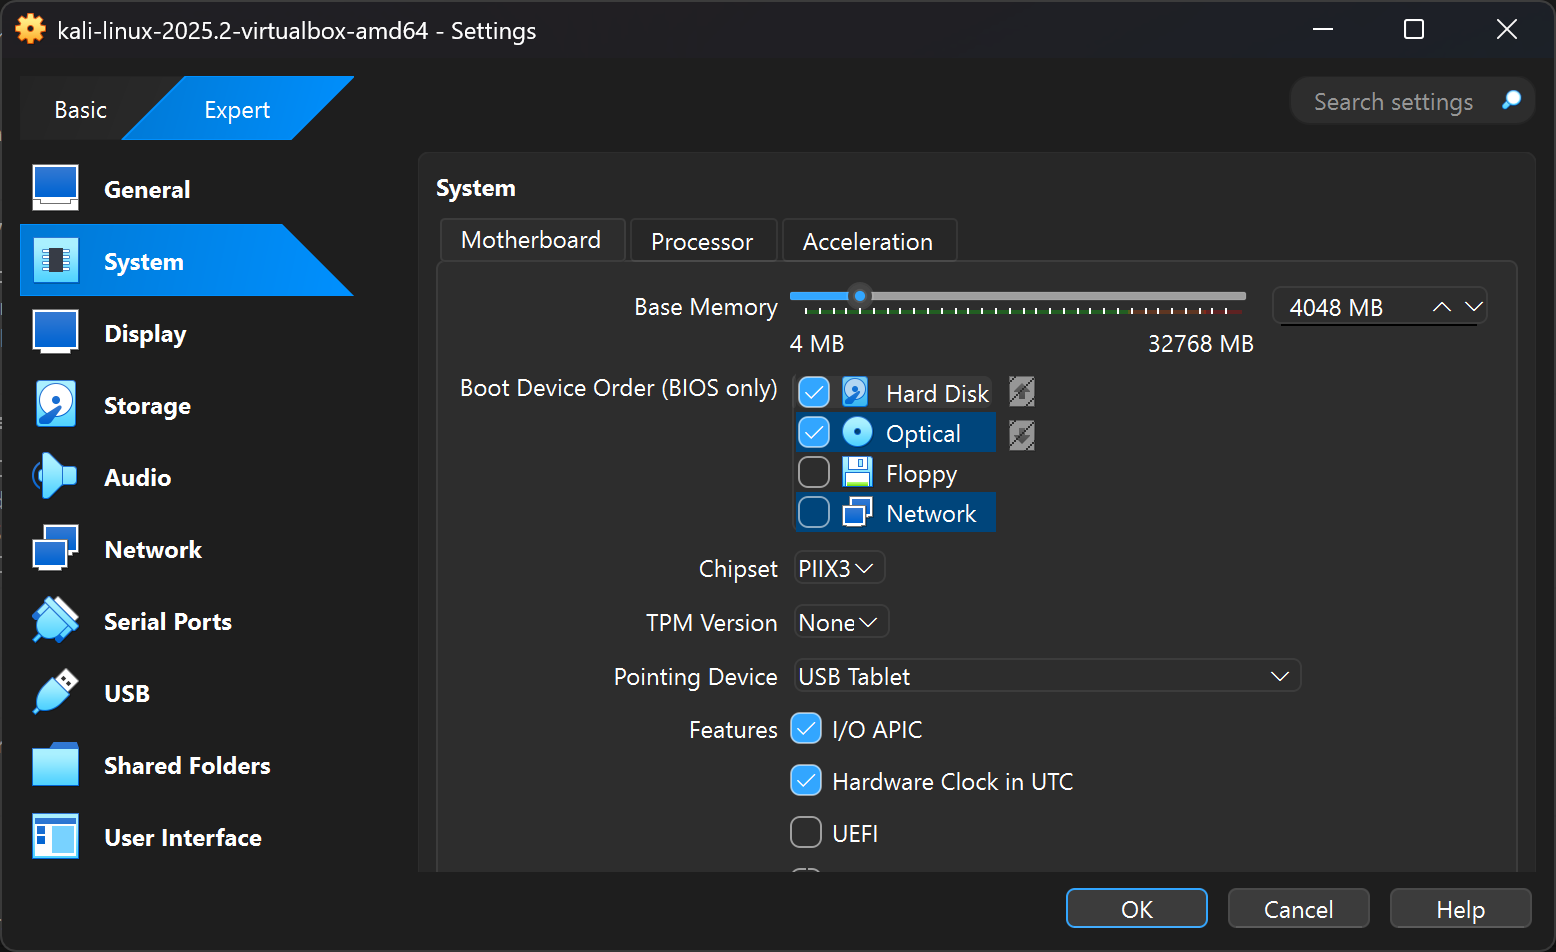 kali-linux-2025.2-virtualbox-amd64 - Settings
Basic
Expert
Search settings
General
System
Display
Storage
Audio
Network
Serial Ports
USB
Shared Folders
User Interface
System
Motherboard
Processor
Acceleration
Base Memory
4048 MB
4 MB
32768 MB
Boot Device Order (BIOS only)
Hard Disk
Optical
Floppy
Network
Chipset
PIIX3
TPM Version
None
Pointing Device
USB Tablet
Features
I/O APIC
Hardware Clock in UTC
UEFI
OK
Cancel
Help